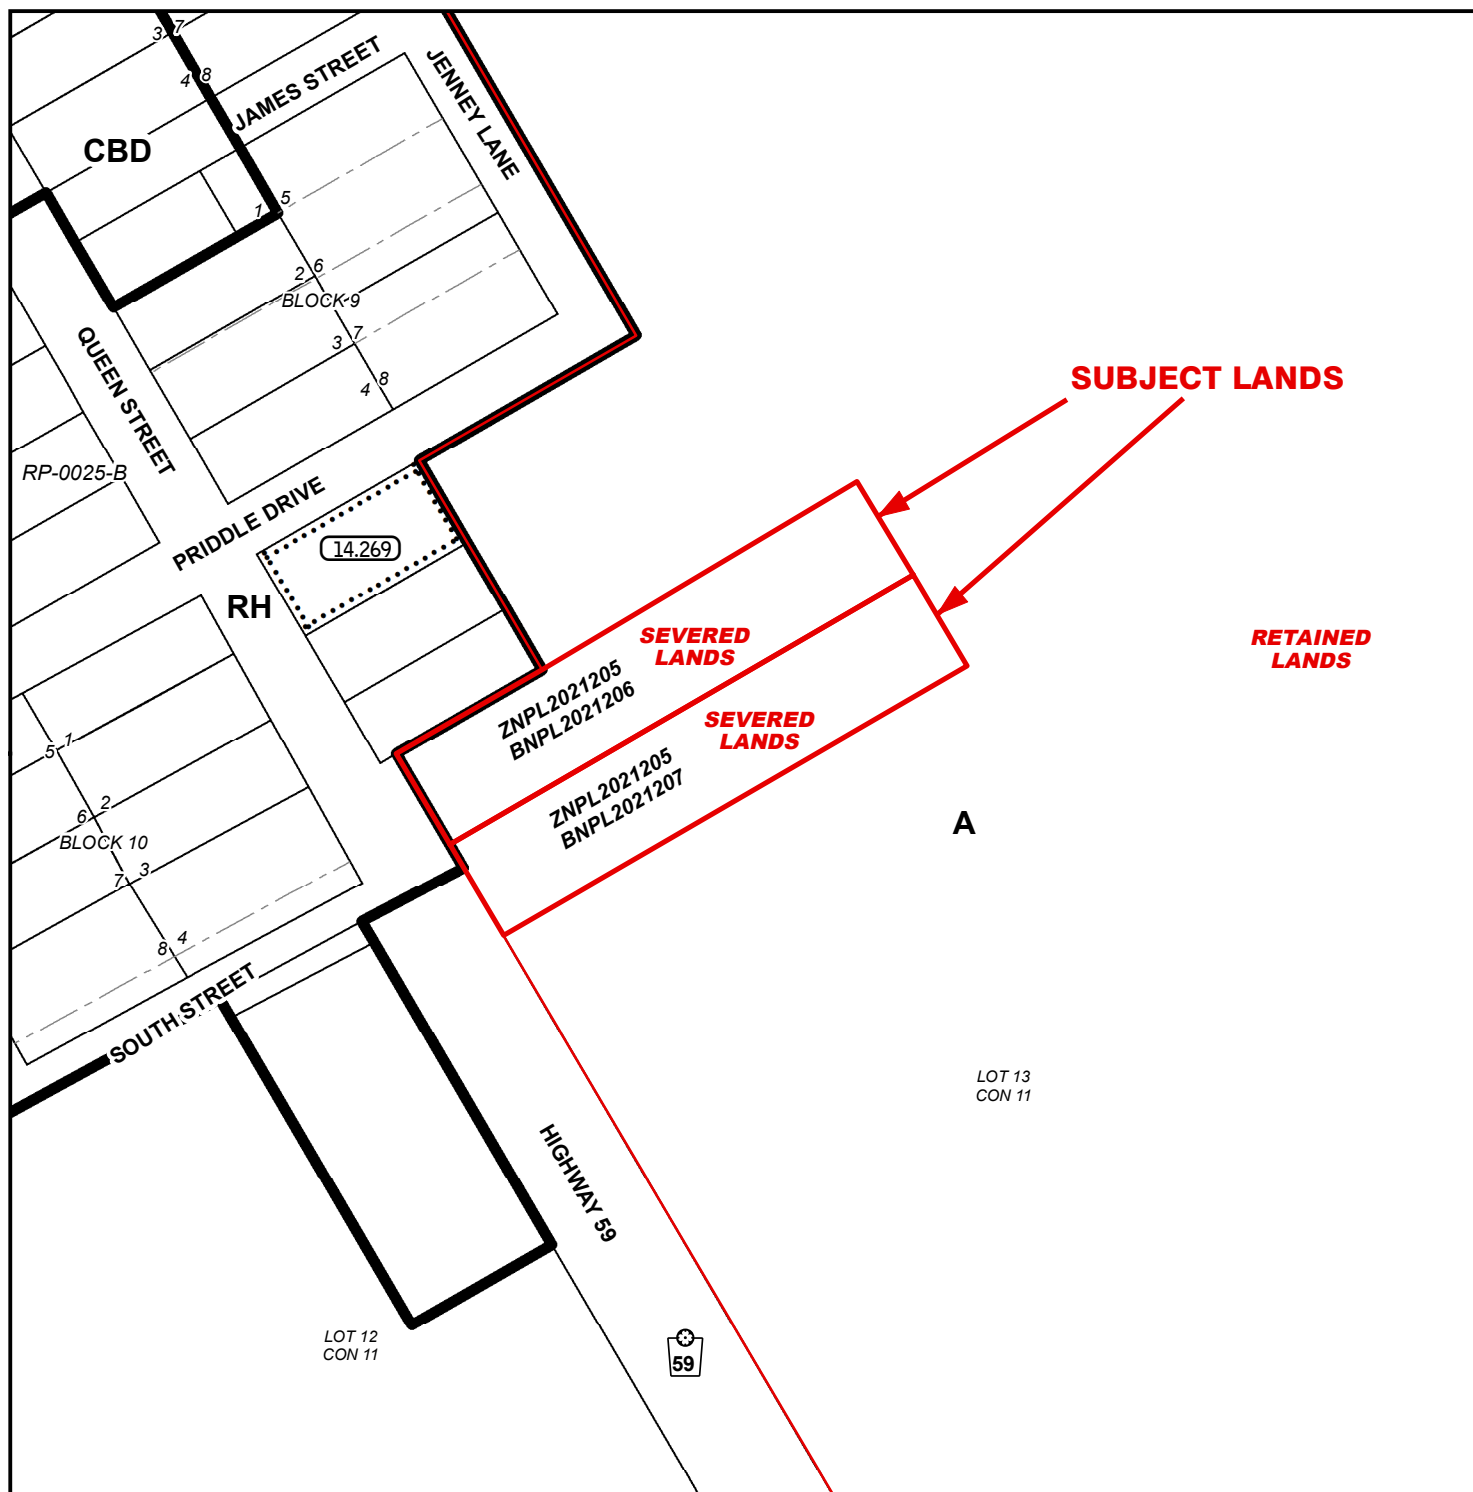 3 7
4 8
JAMES STREET
JENNEY LANE
CBD
1 5
2 6
BLOCK 9
3 7
4 8
QUEEN STREET
SUBJECT LANDS
RP-0025-B
PRIDDLE DRIVE
14.269
RH
SEVERED
LANDS
RETAINED
LANDS
ZNPL2021205
BNPL2021206
SEVERED
LANDS
ZNPL2021205
BNPL2021207
5 1
6 2
BLOCK 10
7 3
8 4
A
SOUTH STREET
LOT 13
CON 11
HIGHWAY 59
LOT 12
CON 11
59